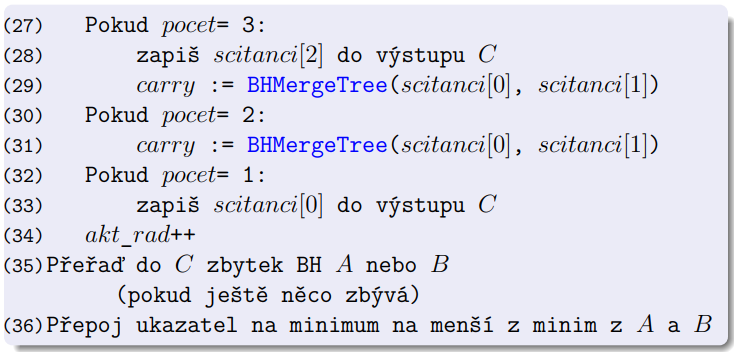 (27) Pokud pocet= 3:
(28) zapiš scitanci[2] do výstupu C
(29) carry := BHMergeTree(scitanci[0], scitanci[1])
(30) Pokud pocet= 2:
(31) carry := BHMergeTree(scitanci[0], scitanci[1])
(32) Pokud pocet= 1:
(33) zapiš scitanci[0] do výstupu C
(34) akt_rad++
(35)Přeřaď do C zbytek BH A nebo B
(pokud ještě něco zbývá)
(36)Přepoj ukazatel na minimum na menší z minim z A a B